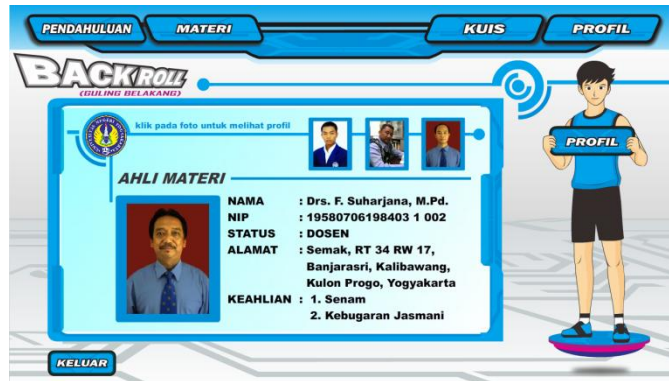 PENDAHULUAN
MATERI
KUIS
PROFIL
BACK ROLL
(GULING BELAKANG)
klik pada foto untuk melihat profil
PROFIL
AHLI MATERI
NAMA : Drs. F. Suharjana, M.Pd.
NIP : 19580706198403 1 002
STATUS : DOSEN
ALAMAT : Semak, RT 34 RW 17,
Banjarasri, Kalibawang,
Kulon Progo, Yogyakarta
KEAHLIAN : 1. Senam
2. Kebugaran Jasmani
KELUAR